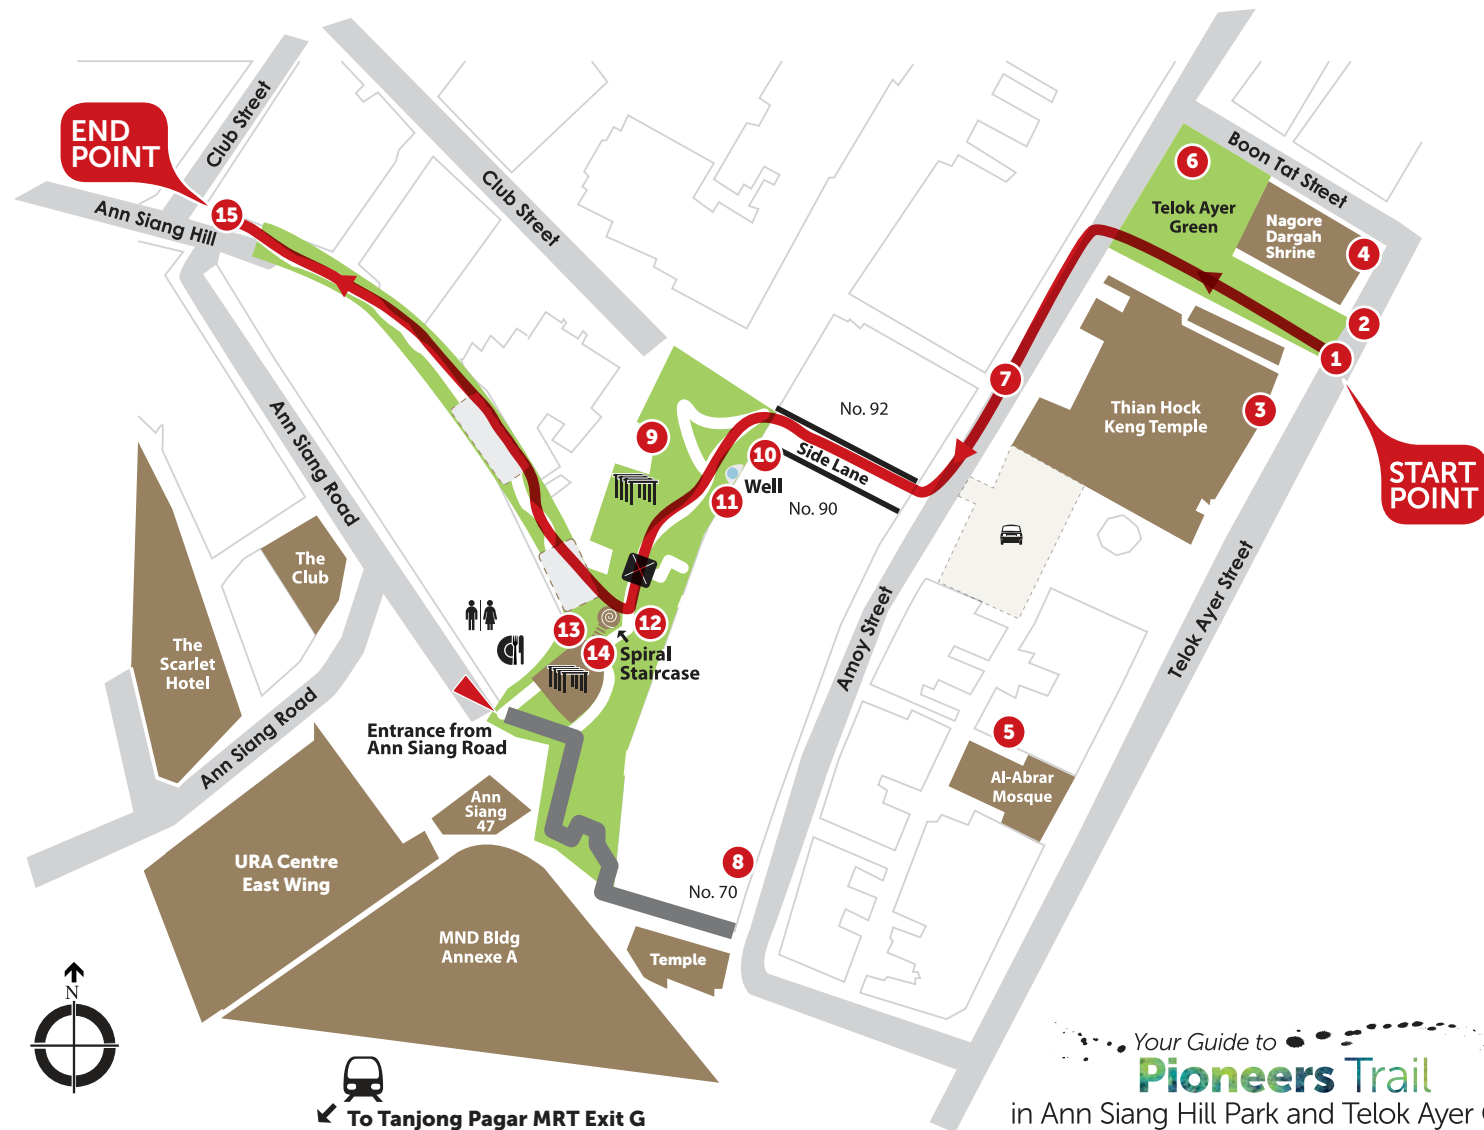 END
POINT
15
Club Street
Ann Siang Hill
Club Street
Boon Tat Street
6
Telok Ayer
Green
Nagore
Dargah
Shrine
4
2
1
START
POINT
7
Thian Hock
Keng Temple
3
No. 92
Side Lane
No. 90
9
10
Well
11
Ann Siang Road
The
Club
The
Scarlet
Hotel
13
12
14
Spiral
Staircase
Entrance from
Ann Siang Road
Ann Siang Road
Amoy Street
Telok Ayer Street
5
Al-Abrar
Mosque
Ann
Siang
47
URA Centre
East Wing
8
No. 70
MND Bldg
Annexe A
Temple
N
To Tanjong Pagar MRT Exit G
Your Guide to
Pioneers Trail
in Ann Siang Hill Park and Telok Ayer